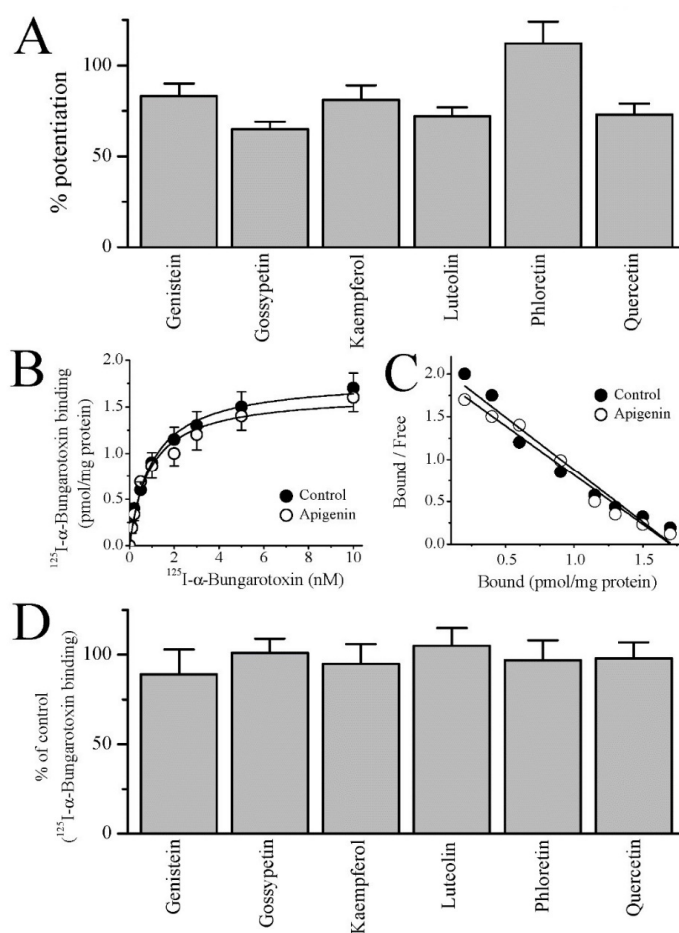 A
% potentiation
100
50
0
Genistein
Gossypetin
Kaempferol
Luteolin
Phloretin
Quercetin
B
¹²⁵I-α-Bungarotoxin binding
(pmol/mg protein)
2.0
1.5
1.0
0.5
0.0
Control
Apigenin
0 2 4 6 8 10
¹²⁵I-α-Bungarotoxin (nM)
C
Bound / Free
2.0
1.5
1.0
0.5
0.0
Control
Apigenin
0.5 1.0 1.5
Bound (pmol/mg protein)
D
% of control
(¹²⁵I-α-Bungarotoxin binding)
100
50
0
Genistein
Gossypetin
Kaempferol
Luteolin
Phloretin
Quercetin